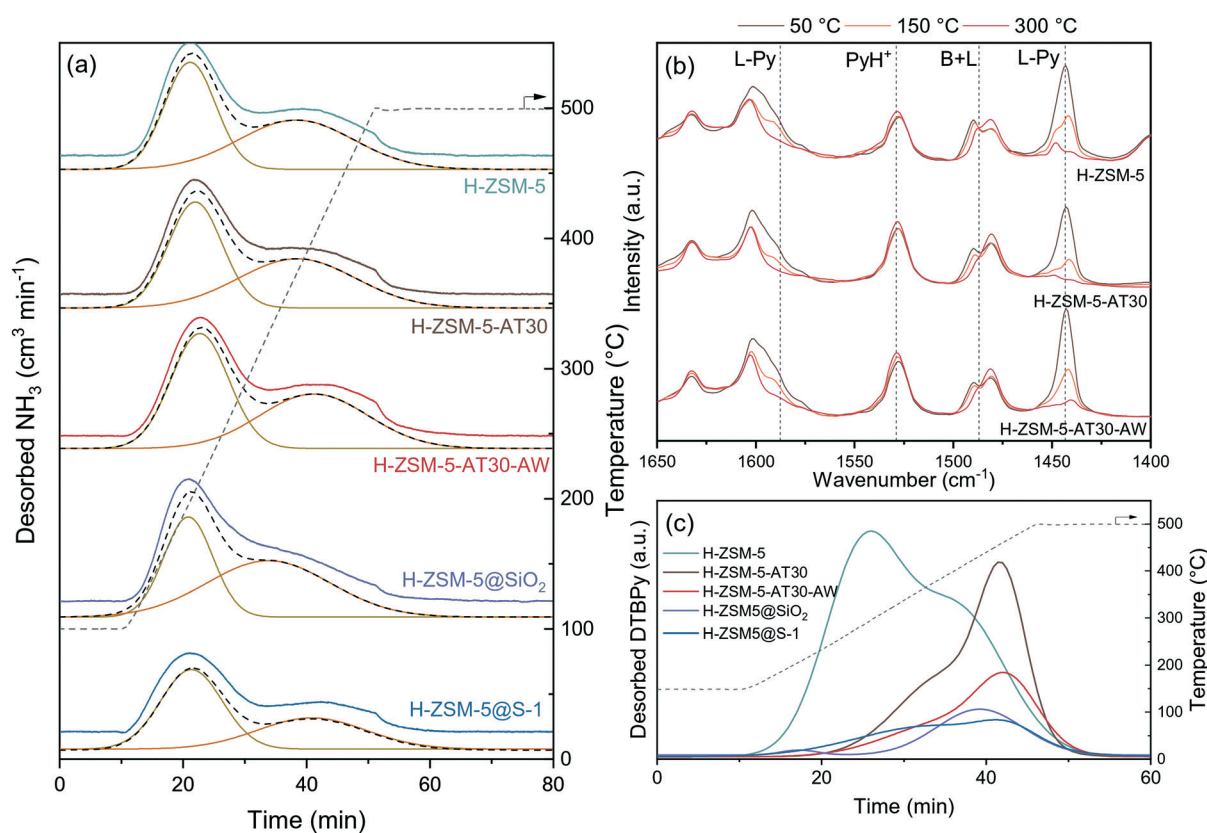 (a)
Desorbed NH₃ (cm³ min⁻¹)
H-ZSM-5
H-ZSM-5-AT30
H-ZSM-5-AT30-AW
H-ZSM-5@SiO₂
H-ZSM-5@S-1
500
400
300
200
100
0
Temperature (°C)
0 20 40 60 80
Time (min)
50 °C 150 °C 300 °C
(b)
L-Py PyH⁺ B+L L-Py
Intensity (a.u.)
H-ZSM-5
H-ZSM-5-AT30
H-ZSM-5-AT30-AW
1650 1600 1550 1500 1450 1400
Wavenumber (cm⁻¹)
(c)
Desorbed DTBPy (a.u.)
H-ZSM-5
H-ZSM-5-AT30
H-ZSM-5-AT30-AW
H-ZSM5@SiO₂
H-ZSM5@S-1
500
400
300
200
100
0
Temperature (°C)
0 20 40 60
Time (min)